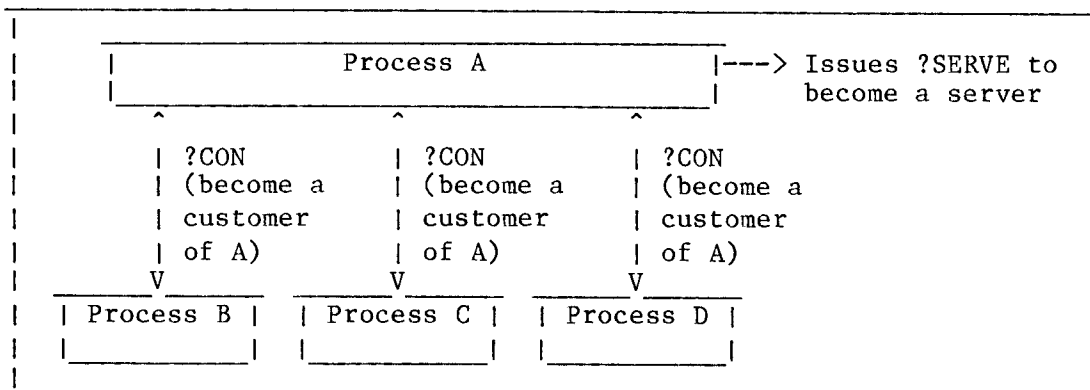 Process A ---> Issues ?SERVE to
become a server
?CON ?CON ?CON
(become a (become a (become a
customer customer customer
of A) of A) of A)
Process B Process C Process D